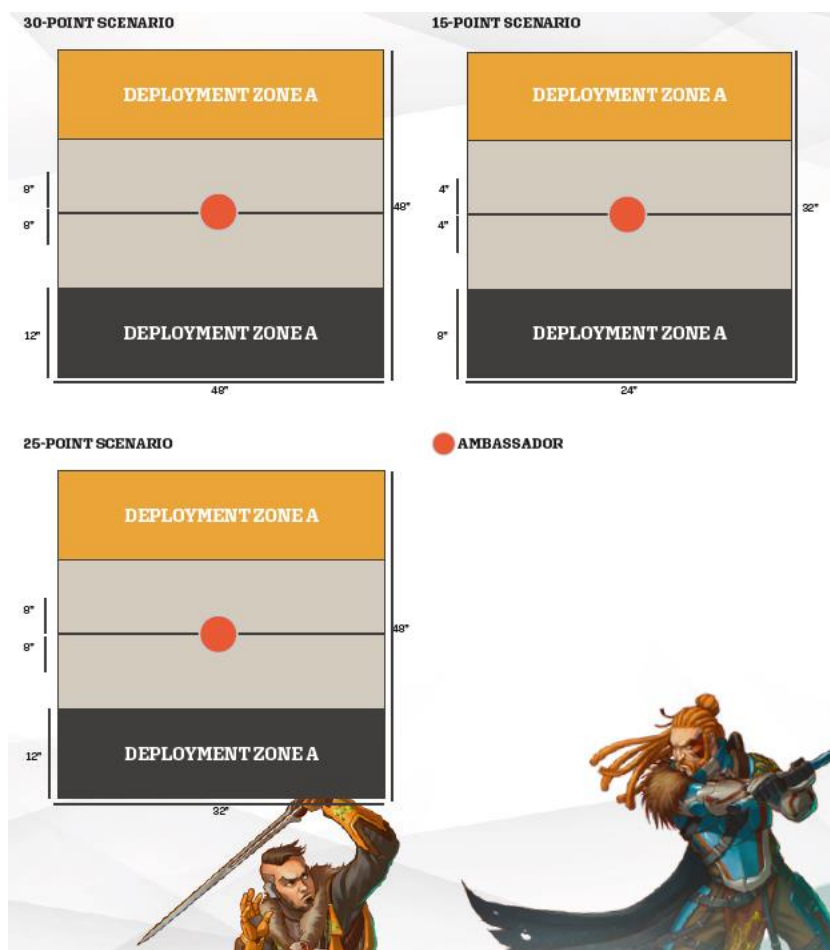 30-POINT SCENARIO
DEPLOYMENT ZONE A
8"
8"
48"
12"
DEPLOYMENT ZONE A
48"
15-POINT SCENARIO
DEPLOYMENT ZONE A
4"
4"
32"
8"
DEPLOYMENT ZONE A
24"
25-POINT SCENARIO
DEPLOYMENT ZONE A
8"
8"
48"
12"
DEPLOYMENT ZONE A
32"
AMBASSADOR